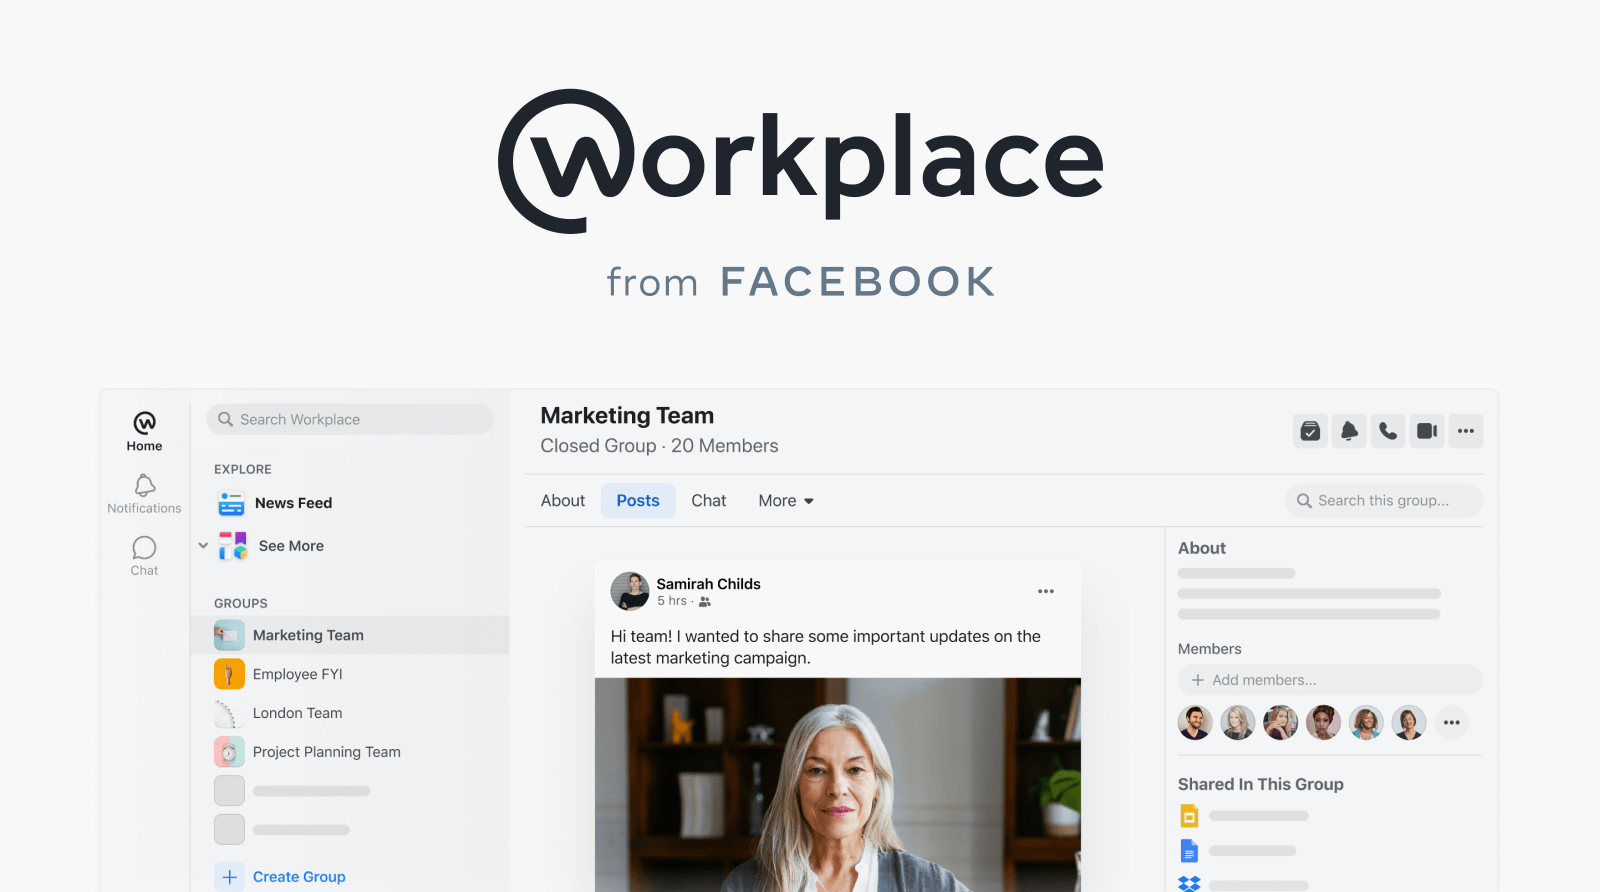 Workplace
from FACEBOOK
Home
Notifications
Chat
Search Workplace
EXPLORE
News Feed
See More
GROUPS
Marketing Team
Employee FYI
London Team
Project Planning Team
Create Group
Marketing Team
Closed Group · 20 Members
About
Posts
Chat
More
Search this group...
Samirah Childs
5 hrs ·
Hi team! I wanted to share some important updates on the
latest marketing campaign.
About
Members
Add members...
Shared In This Group